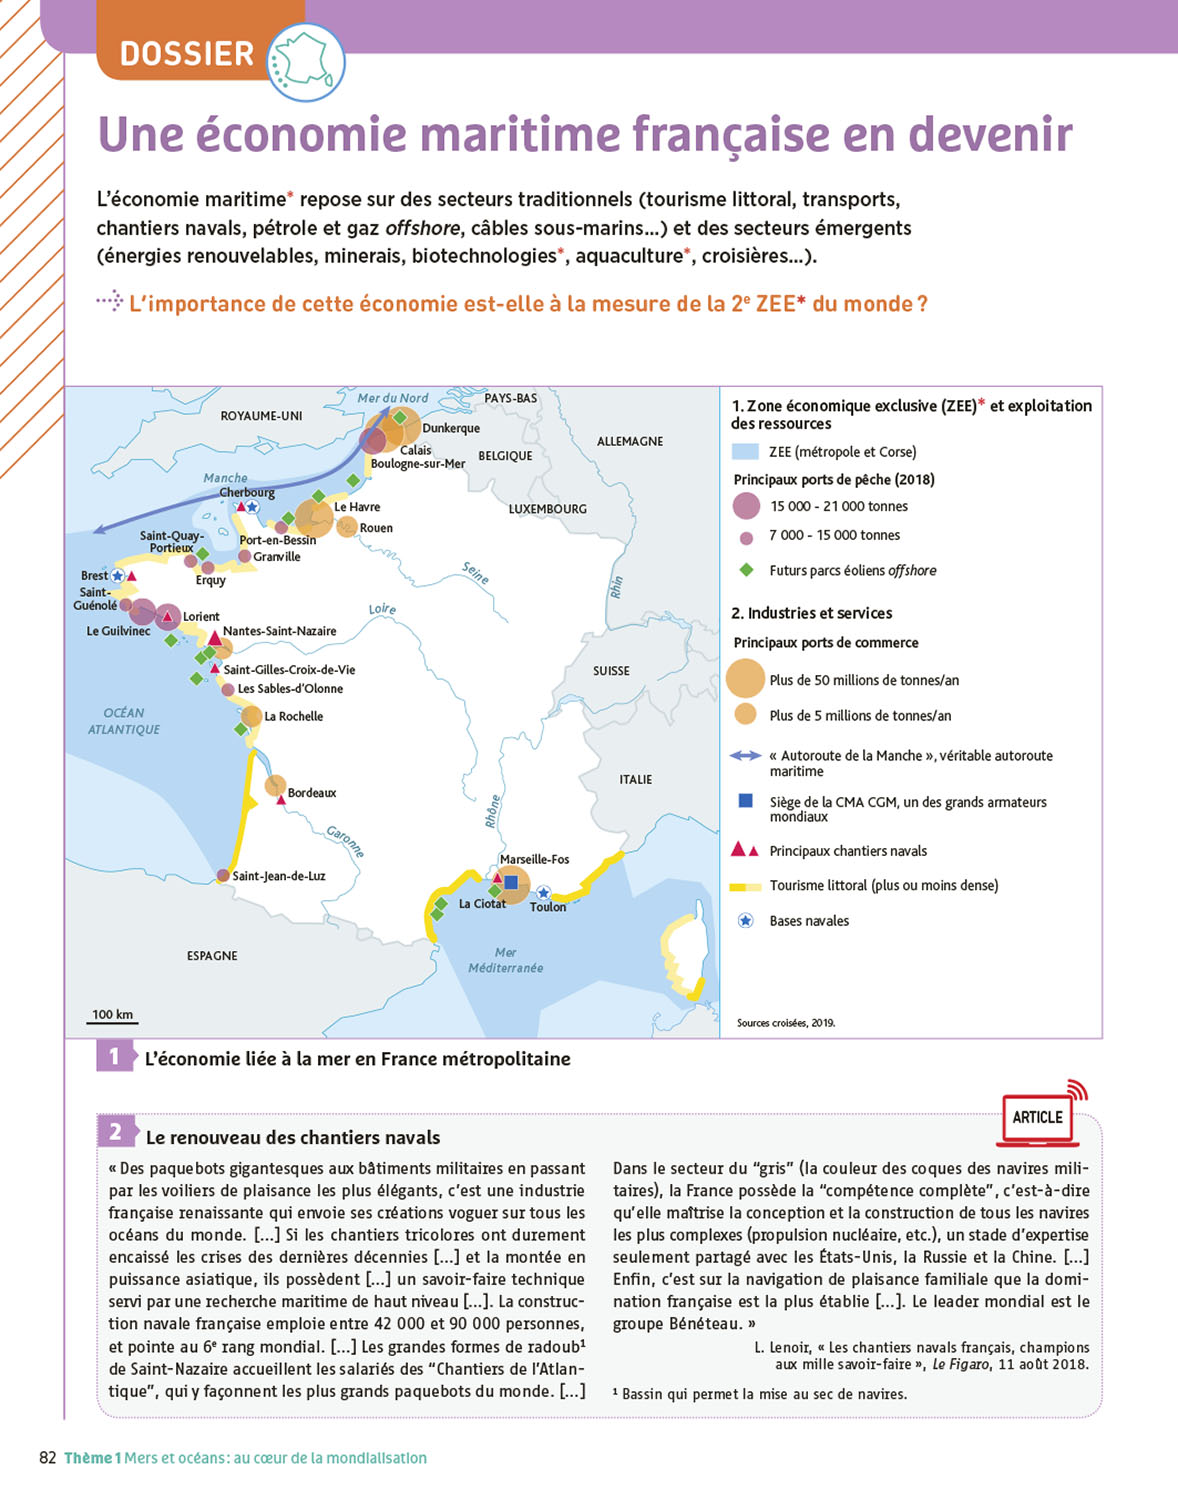 DOSSIER
Une économie maritime française en devenir
L’économie maritime* repose sur des secteurs traditionnels (tourisme littoral, transports,
chantiers navals, pétrole et gaz offshore, câbles sous-marins…) et des secteurs émergents
(énergies renouvelables, minerais, biotechnologies*, aquaculture*, croisières…).
L’importance de cette économie est-elle à la mesure de la 2e ZEE* du monde ?
Mer du Nord
PAYS-BAS
ROYAUME-UNI
Dunkerque
ALLEMAGNE
Calais
BELGIQUE
Boulogne-sur-Mer
Manche
Cherbourg
Le Havre
LUXEMBOURG
Rouen
Saint-Quay-
Portieux
Port-en-Bessin
Granville
Seine
Brest
Erquy
Rhin
Saint-
Guénolé
Loire
Lorient
Le Guilvinec
Nantes-Saint-Nazaire
Saint-Gilles-Croix-de-Vie
SUISSE
Les Sables-d’Olonne
OCÉAN
ATLANTIQUE
La Rochelle
ITALIE
Bordeaux
Rhône
Garonne
Marseille-Fos
Saint-Jean-de-Luz
La Ciotat
Toulon
ESPAGNE
Mer
Méditerranée
100 km
1. Zone économique exclusive (ZEE)* et exploitation
des ressources
ZEE (métropole et Corse)
Principaux ports de pêche (2018)
15 000 - 21 000 tonnes
7 000 - 15 000 tonnes
Futurs parcs éoliens offshore
2. Industries et services
Principaux ports de commerce
Plus de 50 millions de tonnes/an
Plus de 5 millions de tonnes/an
« Autoroute de la Manche », véritable autoroute
maritime
Siège de la CMA CGM, un des grands armateurs
mondiaux
Principaux chantiers navals
Tourisme littoral (plus ou moins dense)
Bases navales
Sources croisées, 2019.
1 L’économie liée à la mer en France métropolitaine
ARTICLE
2 Le renouveau des chantiers navals
« Des paquebots gigantesques aux bâtiments militaires en passant
par les voiliers de plaisance les plus élégants, c’est une industrie
française renaissante qui envoie ses créations voguer sur tous les
océans du monde. […] Si les chantiers tricolores ont durement
encaissé les crises des dernières décennies […] et la montée en
puissance asiatique, ils possèdent […] un savoir-faire technique
servi par une recherche maritime de haut niveau […]. La construc-
tion navale française emploie entre 42 000 et 90 000 personnes,
et pointe au 6e rang mondial. […] Les grandes formes de radoub¹
de Saint-Nazaire accueillent les salariés des “Chantiers de l’Atlan-
tique”, qui y façonnent les plus grands paquebots du monde. […]
Dans le secteur du “gris” (la couleur des coques des navires mili-
taires), la France possède la “compétence complète”, c’est-à-dire
qu’elle maîtrise la conception et la construction de tous les navires
les plus complexes (propulsion nucléaire, etc.), un stade d’expertise
seulement partagé avec les États-Unis, la Russie et la Chine. […]
Enfin, c’est sur la navigation de plaisance familiale que la domi-
nation française est la plus établie […]. Le leader mondial est le
groupe Bénéteau. »
L. Lenoir, « Les chantiers navals français, champions
aux mille savoir-faire », Le Figaro, 11 août 2018.
¹ Bassin qui permet la mise au sec de navires.
82 Thème 1 Mers et océans : au cœur de la mondialisation